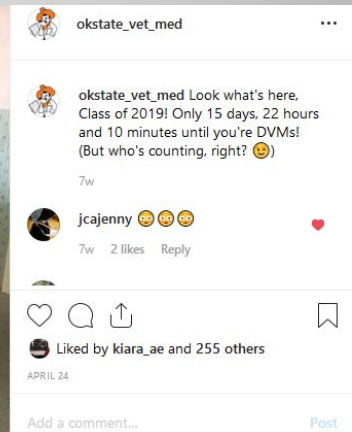 okstate_vet_med
okstate_vet_med Look what's here,
Class of 2019! Only 15 days, 22 hours
and 10 minutes until you're DVMs!
(But who's counting, right? 😉)
7w
jcajenny 😳😳😳
7w 2 likes Reply
Liked by kiara_ae and 255 others
APRIL 24
Add a comment... Post